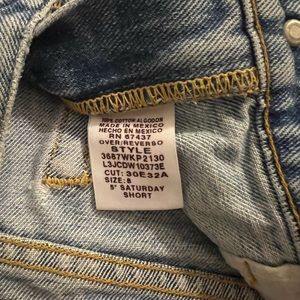 100% COTTON ALGODON
MADE IN MEXICO
HECHO EN MEXICO
RN 67437
OVER/REVERSO
STYLE
3687WKP2130
L3JCDW10373E
CUT: 30E32A
SIZE: 8
5" SATURDAY
SHORT